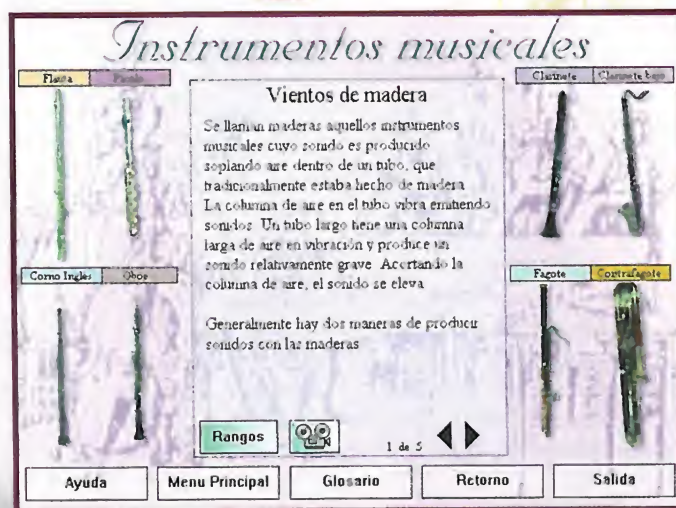 Instrumentos musicales
Flauta Piccolo
Clarinete Clarinete bajo
Vientos de madera
Se llaman maderas aquellos instrumentos
musicales cuyo sonido es producido
soplando aire dentro de un tubo, que
tradicionalmente estaba hecho de madera
La columna de aire en el tubo vibra emitiendo
sonidos Un tubo largo tiene una columna
larga de aire en vibración y produce un
sonido relativamente grave Acortando la
columna de aire, el sonido se eleva
Generalmente hay dos maneras de producir
sonidos con las maderas
Corno Ingles Oboe
Fagote Contrafagote
Rangos
1 de 5
Ayuda Menu Principal Glosario Retorno Salida